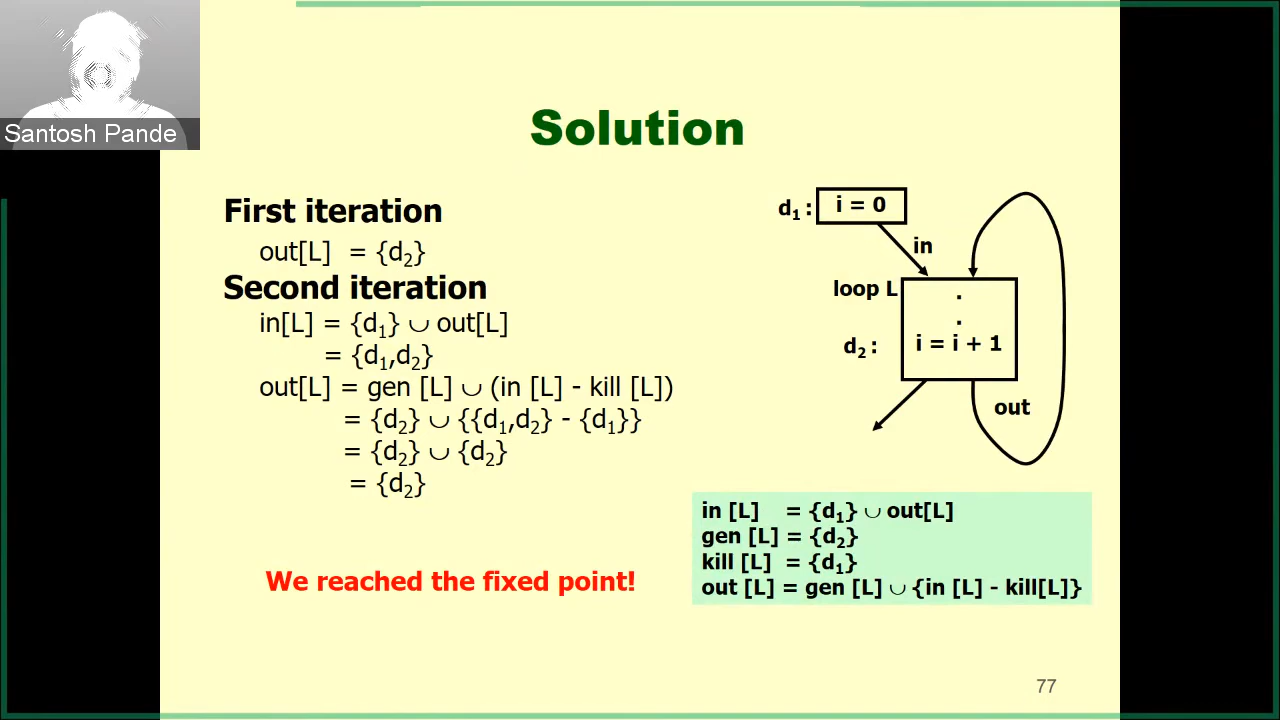 Santosh Pande
Solution
First iteration
out[L] = {d2}
Second iteration
in[L] = {d1} ∪ out[L]
= {d1,d2}
out[L] = gen [L] ∪ (in [L] - kill [L])
= {d2} ∪ {{d1,d2} - {d1}}
= {d2} ∪ {d2}
= {d2}
We reached the fixed point!
d1 : i = 0
in
loop L
.
.
d2 : i = i + 1
out
in [L] = {d1} ∪ out[L]
gen [L] = {d2}
kill [L] = {d1}
out [L] = gen [L] ∪ {in [L] - kill[L]}
77